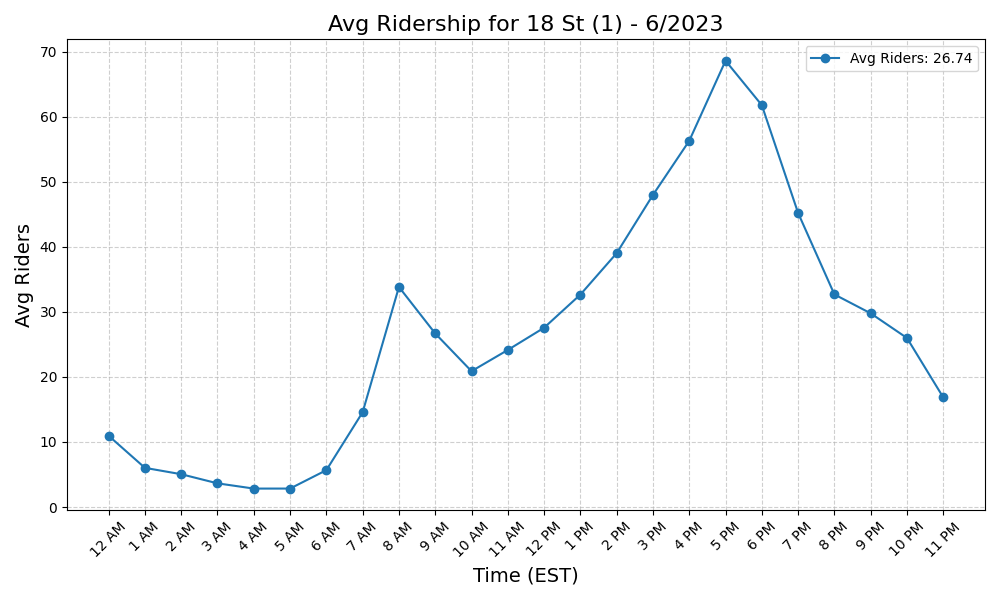 Avg Ridership for 18 St (1) - 6/2023
Avg Riders: 26.74
Avg Riders
70
60
50
40
30
20
10
0
12 AM
1 AM
2 AM
3 AM
4 AM
5 AM
6 AM
7 AM
8 AM
9 AM
10 AM
11 AM
12 PM
1 PM
2 PM
3 PM
4 PM
5 PM
6 PM
7 PM
8 PM
9 PM
10 PM
11 PM
Time (EST)